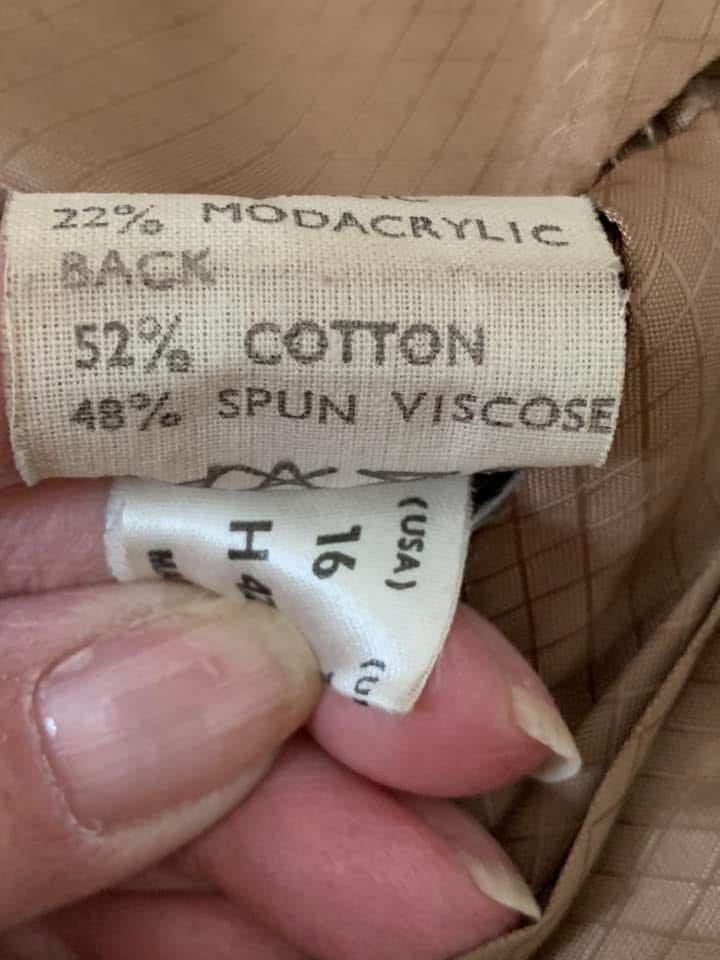 22% MODACRYLIC
BACK
52% COTTON
48% SPUN VISCOSE
(USA)
16
H